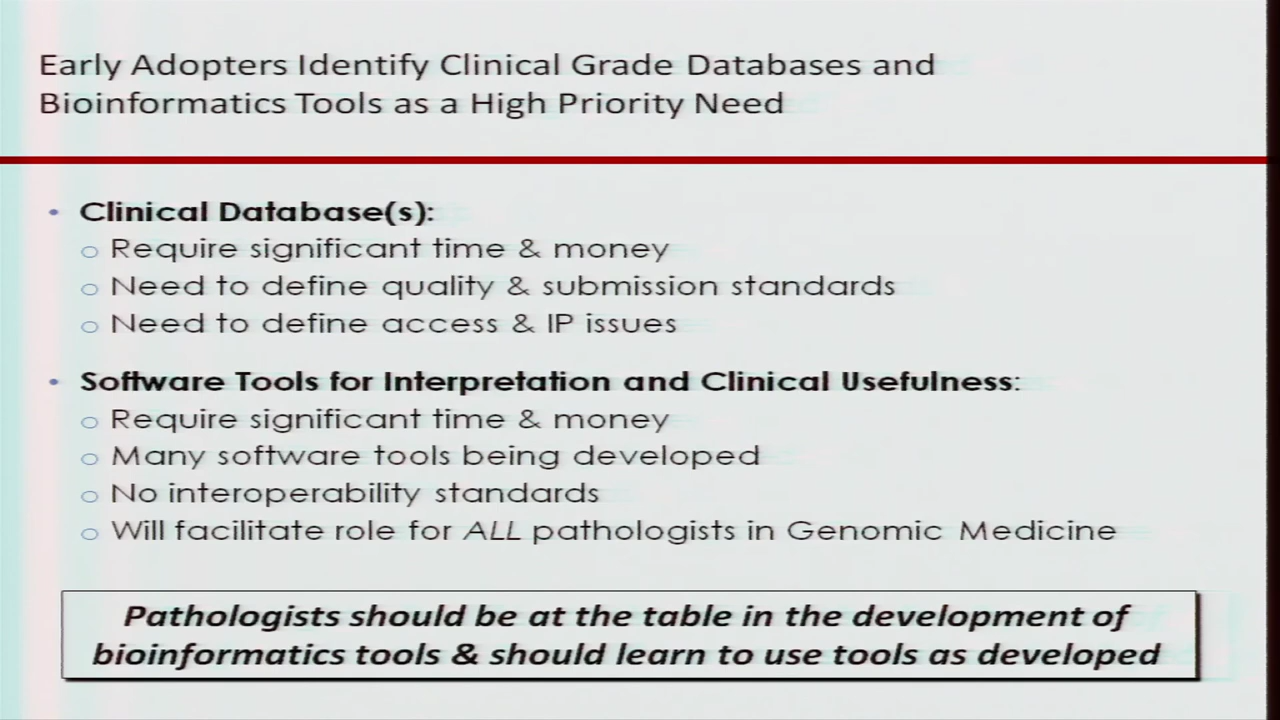 Early Adopters Identify Clinical Grade Databases and
Bioinformatics Tools as a High Priority Need
• Clinical Database(s):
o Require significant time & money
o Need to define quality & submission standards
o Need to define access & IP issues
• Software Tools for Interpretation and Clinical Usefulness:
o Require significant time & money
o Many software tools being developed
o No interoperability standards
o Will facilitate role for ALL pathologists in Genomic Medicine
Pathologists should be at the table in the development of
bioinformatics tools & should learn to use tools as developed